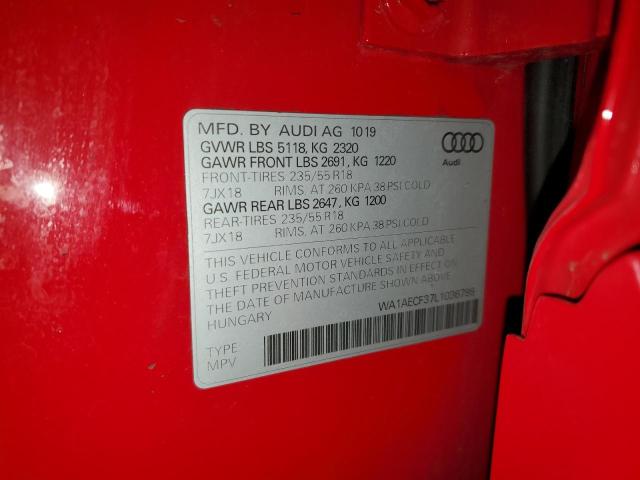 MFD. BY AUDI AG 10 19
GVWR LBS 5118, KG 2320
GAWR FRONT LBS 2691, KG 1220
FRONT-TIRES 235/55 R18
7JX18 RIMS, AT 260 KPA 38 PSI COLD
GAWR REAR LBS 2647, KG 1200
REAR-TIRES 235/55 R18
7JX18 RIMS, AT 260 KPA 38 PSI COLD
Audi
THIS VEHICLE CONFORMS TO ALL APPLICABLE
U.S. FEDERAL MOTOR VEHICLE SAFETY AND
THEFT PREVENTION STANDARDS IN EFFECT ON
THE DATE OF MANUFACTURE SHOWN ABOVE.
HUNGARY
TYPE
MPV